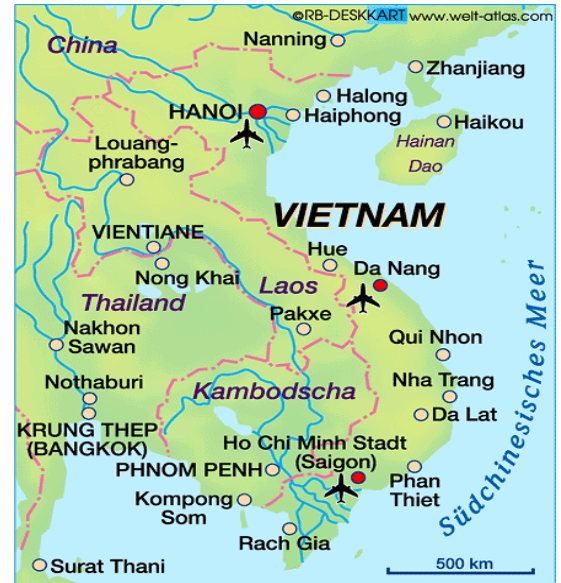 ©RB-DESKKART www.welt-atlas.com
China
Nanning
Zhanjiang
Halong
HANOI
Haiphong
Haikou
Hainan
Dao
Louang-
phrabang
VIETNAM
VIENTIANE
Hue
Nong Khai
Da Nang
Laos
Thailand
Pakxe
Nakhon
Sawan
Qui Nhon
Nothaburi
Kambodscha
Nha Trang
Da Lat
KRUNG THEP
(BANGKOK)
Ho Chi Minh Stadt
(Saigon)
PHNOM PENH
Phan
Thiet
Kompong
Som
Rach Gia
Surat Thani
Südchinesisches Meer
500 km